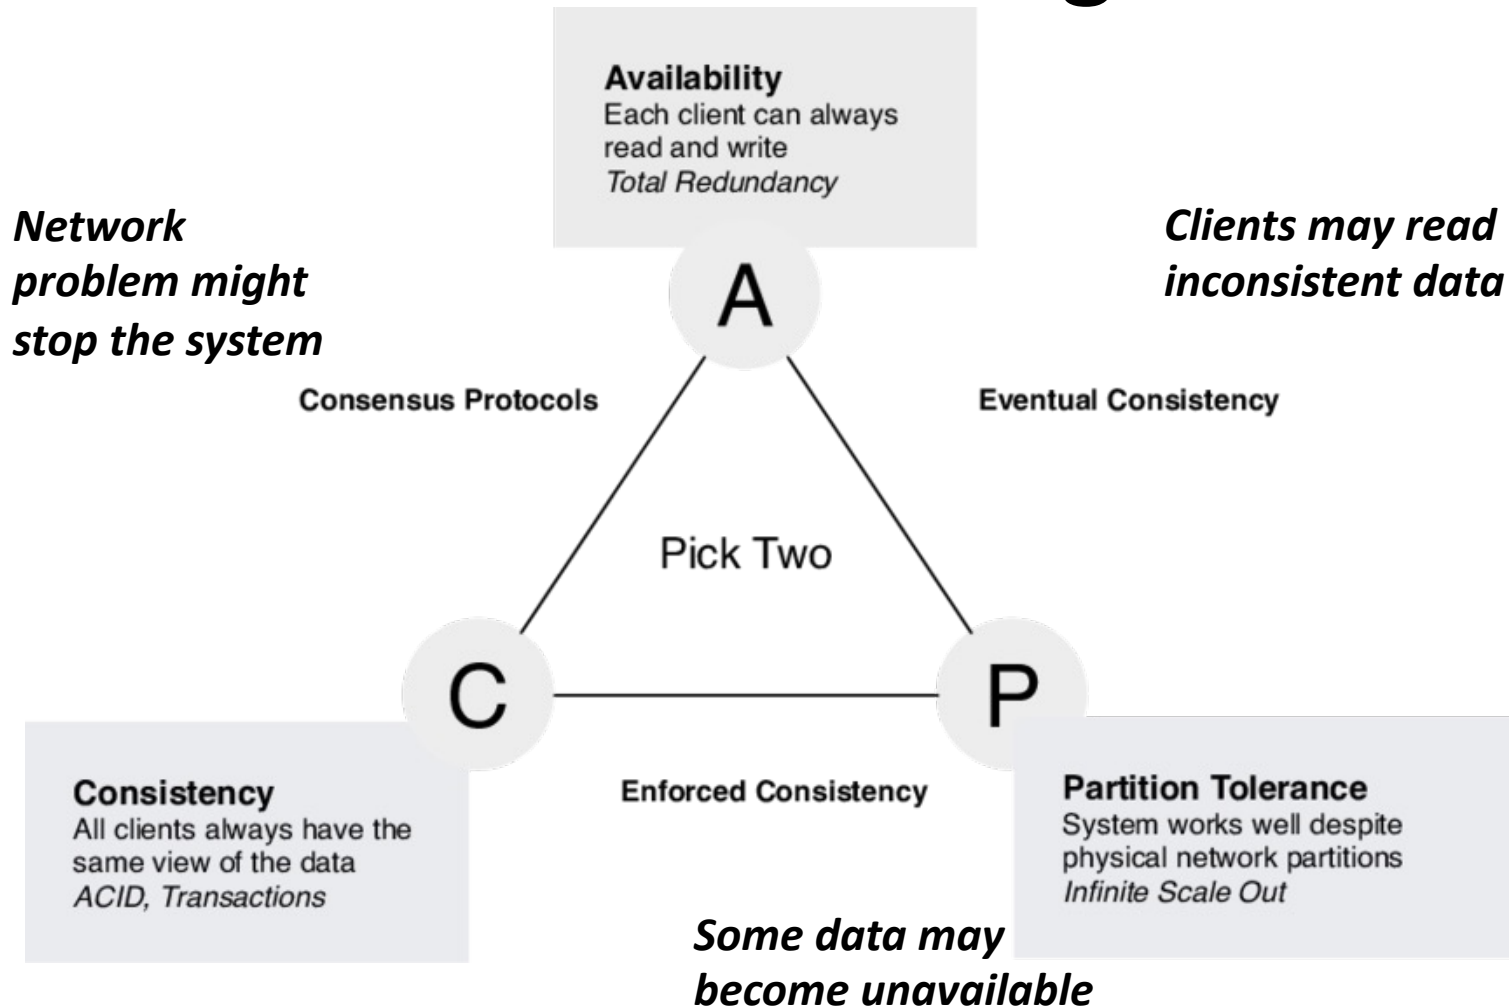 Availability
Each client can always
read and write
Total Redundancy
Network
problem might
stop the system
Clients may read
inconsistent data
A
Consensus Protocols
Eventual Consistency
Pick Two
C
P
Consistency
All clients always have the
same view of the data
ACID, Transactions
Enforced Consistency
Partition Tolerance
System works well despite
physical network partitions
Infinite Scale Out
Some data may
become unavailable